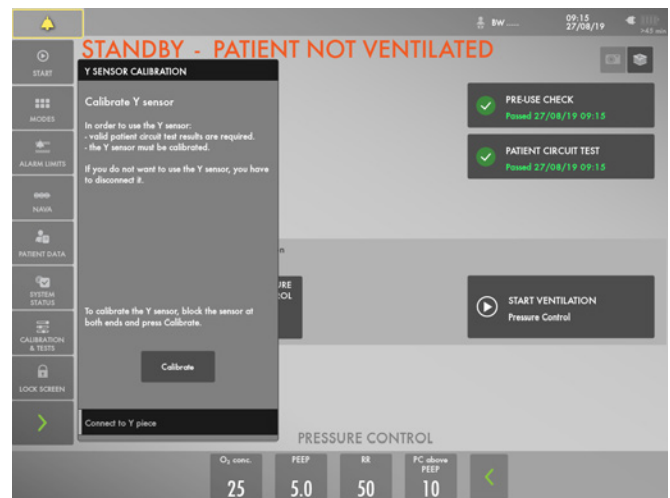 BW
09:15
27/08/19
>45 min
STANDBY - PATIENT NOT VENTILATED
START
MODES
ALARM LIMITS
NAVA
PATIENT DATA
SYSTEM
STATUS
CALIBRATION
& TESTS
LOCK SCREEN
Y SENSOR CALIBRATION
Calibrate Y sensor
In order to use the Y sensor:
- valid patient circuit test results are required.
- the Y sensor must be calibrated.
If you do not want to use the Y sensor, you have
to disconnect it.
To calibrate the Y sensor, block the sensor at
both ends and press Calibrate.
Calibrate
Connect to Y piece
PRE-USE CHECK
Passed 27/08/19 09:15
PATIENT CIRCUIT TEST
Passed 27/08/19 09:15
START VENTILATION
Pressure Control
PRESSURE CONTROL
O₂ conc.
25
PEEP
5.0
RR
50
PC above
PEEP
10